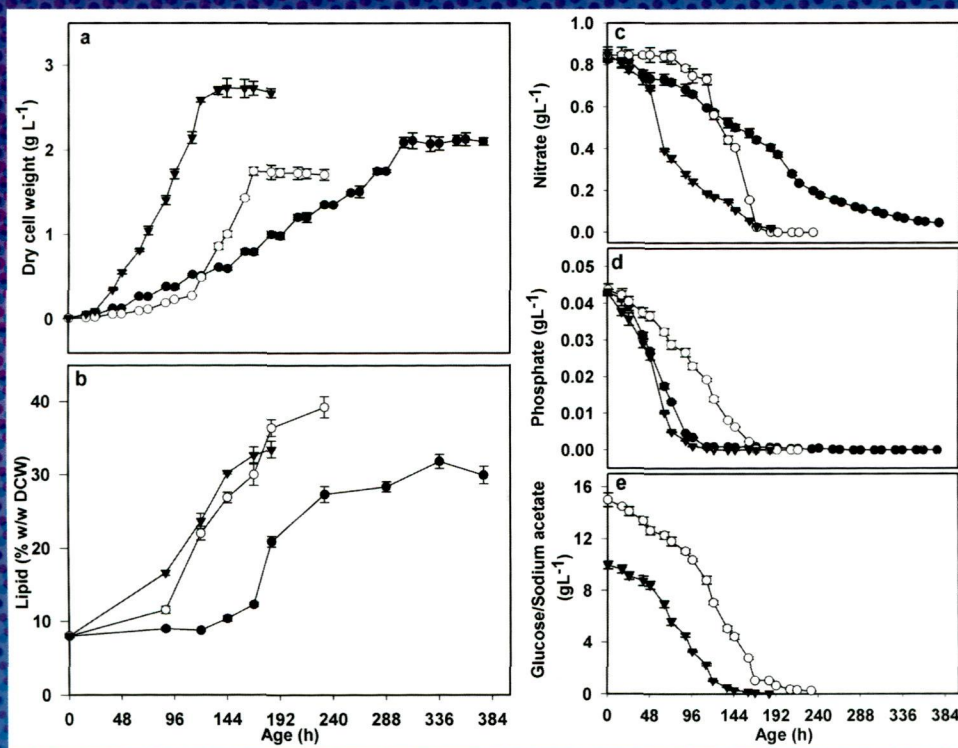 a
3
2
1
0
Dry cell weight (g L-1)
b
40
30
20
10
0
Lipid (% w/w DCW)
0 48 96 144 192 240 288 336 384
Age (h)
c
1.0
0.8
0.6
0.4
0.2
0.0
Nitrate (gL-1)
d
0.05
0.04
0.03
0.02
0.01
0.00
Phosphate (gL-1)
e
16
12
8
4
0
Glucose/Sodium acetate
(gL-1)
0 48 96 144 192 240 288 336 384
Age (h)